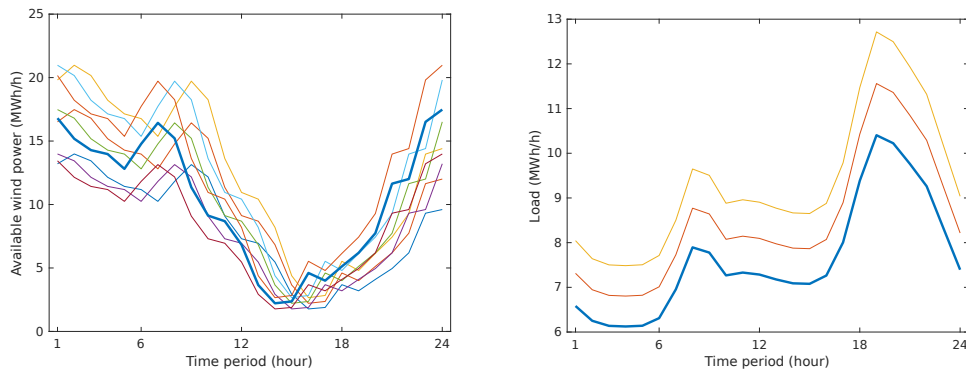 Available wind power (MWh/h)
25
20
15
10
5
0
1 6 12 18 24
Time period (hour)
Load (MWh/h)
13
12
11
10
9
8
7
6
1 6 12 18 24
Time period (hour)